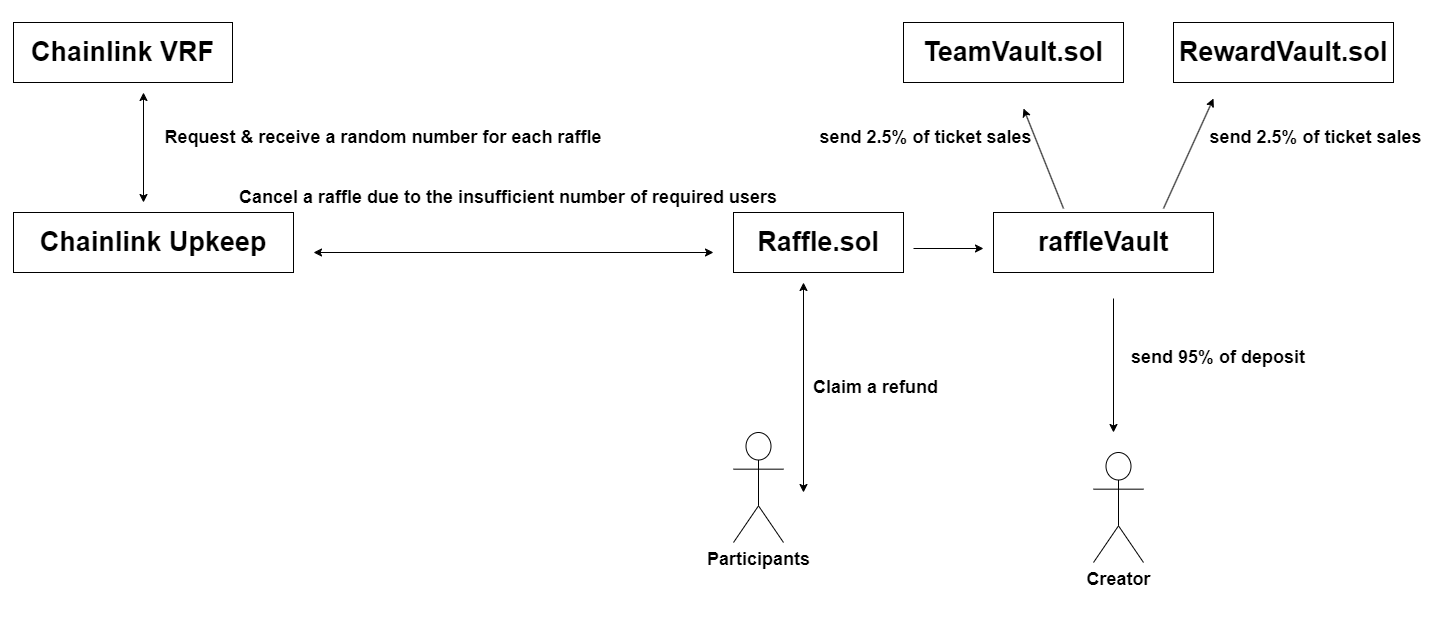 Chainlink VRF
TeamVault.sol
RewardVault.sol
Request & receive a random number for each raffle
send 2.5% of ticket sales
send 2.5% of ticket sales
Cancel a raffle due to the insufficient number of required users
Chainlink Upkeep
Raffle.sol
raffleVault
send 95% of deposit
Claim a refund
Participants
Creator